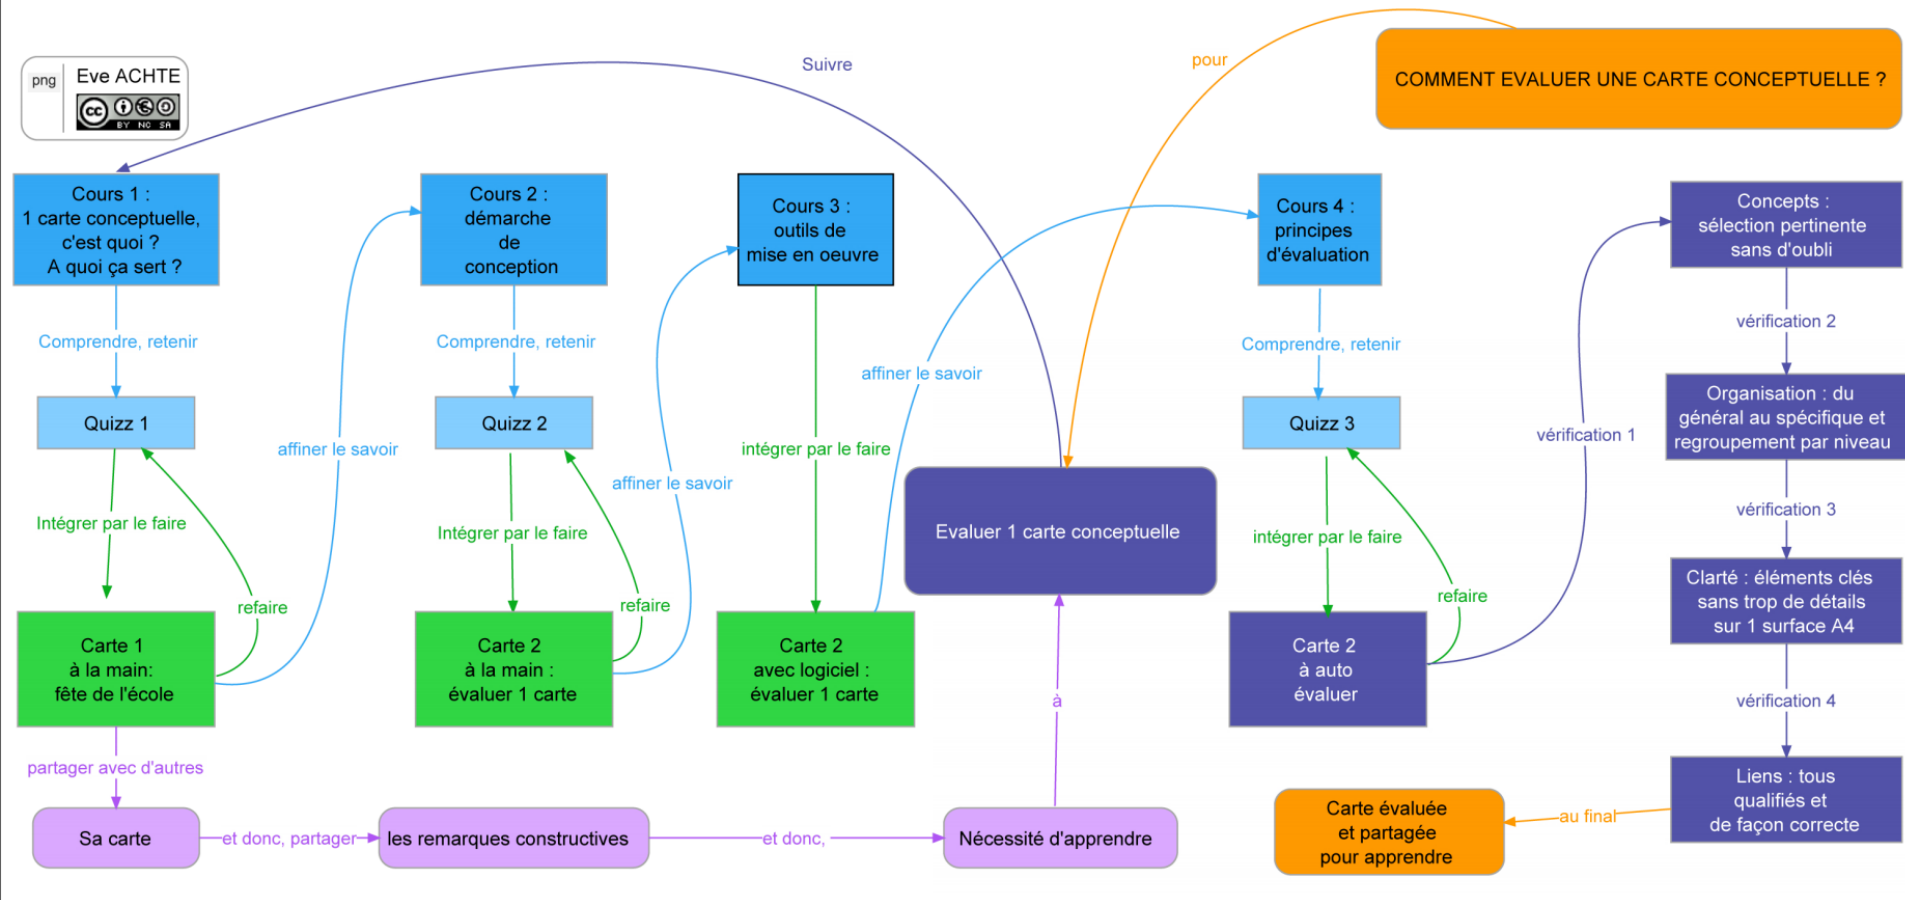 COMMENT EVALUER UNE CARTE CONCEPTUELLE ?
pour
Suivre
png
Eve ACHTE
cc
BY NC SA
Cours 1 :
1 carte conceptuelle,
c'est quoi ?
A quoi ça sert ?
Comprendre, retenir
Quizz 1
Intégrer par le faire
refaire
Carte 1
à la main:
fête de l'école
affiner le savoir
Cours 2 :
démarche
de
conception
Comprendre, retenir
Quizz 2
Intégrer par le faire
refaire
Carte 2
à la main :
évaluer 1 carte
affiner le savoir
Cours 3 :
outils de
mise en oeuvre
intégrer par le faire
Carte 2
avec logiciel :
évaluer 1 carte
affiner le savoir
Evaluer 1 carte conceptuelle
Cours 4 :
principes
d'évaluation
Comprendre, retenir
Quizz 3
intégrer par le faire
refaire
Carte 2
à auto
évaluer
vérification 1
Concepts :
sélection pertinente
sans d'oubli
vérification 2
Organisation : du
général au spécifique et
regroupement par niveau
vérification 3
Clarté : éléments clés
sans trop de détails
sur 1 surface A4
vérification 4
Liens : tous
qualifiés et
de façon correcte
au final
Carte évaluée
et partagée
pour apprendre
partager avec d'autres
Sa carte
et donc, partager
les remarques constructives
et donc,
Nécessité d'apprendre
à